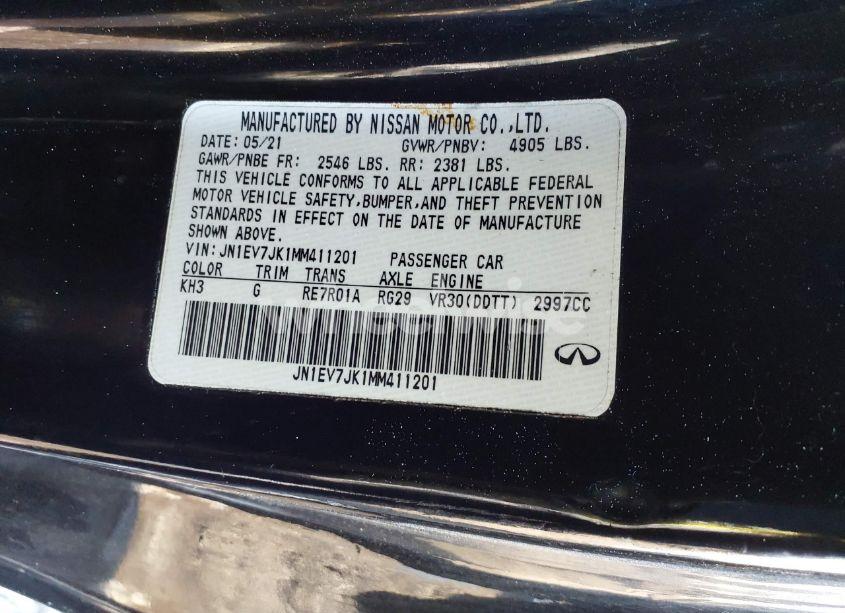 MANUFACTURED BY NISSAN MOTOR CO.,LTD.
DATE: 05/21 GVWR/PNBV: 4905 LBS.
GAWR/PNBE FR: 2546 LBS. RR: 2381 LBS.
THIS VEHICLE CONFORMS TO ALL APPLICABLE FEDERAL
MOTOR VEHICLE SAFETY,BUMPER,AND THEFT PREVENTION
STANDARDS IN EFFECT ON THE DATE OF MANUFACTURE
SHOWN ABOVE.
VIN:JN1EV7JK1MM411201 PASSENGER CAR
COLOR TRIM TRANS AXLE ENGINE
KH3 G RE7R01A RG29 VR30(DDTT) 2997CC
JN1EV7JK1MM411201